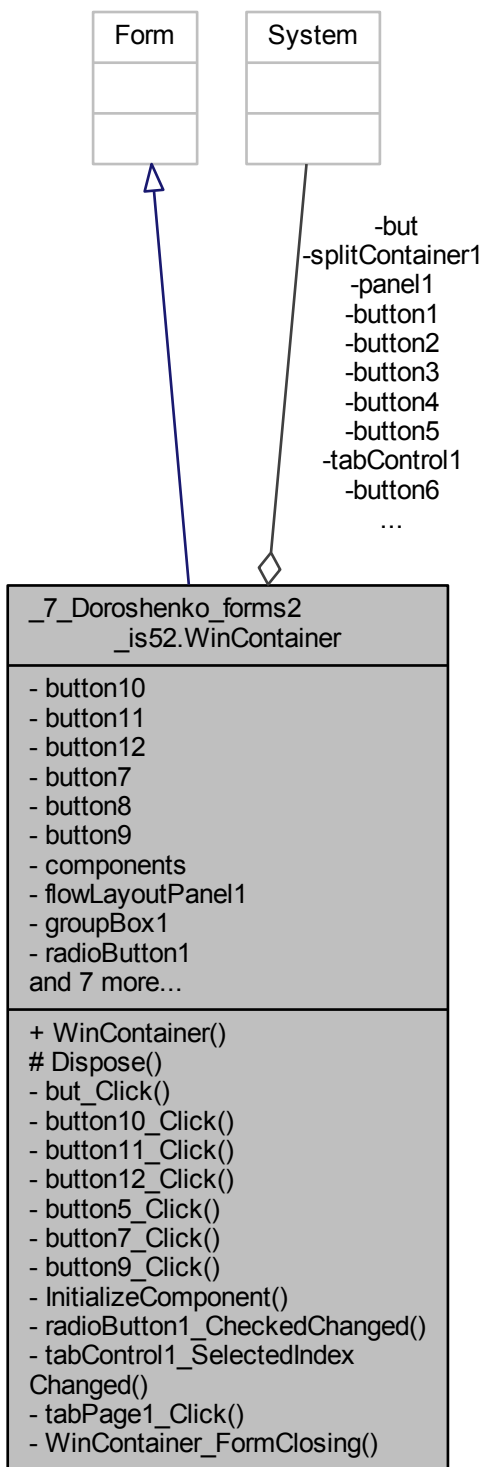 Form
System
-but
-splitContainer1
-panel1
-button1
-button2
-button3
-button4
-button5
-tabControl1
-button6
...
_7_Doroshenko_forms2
_is52.WinContainer
- button10
- button11
- button12
- button7
- button8
- button9
- components
- flowLayoutPanel1
- groupBox1
- radioButton1
and 7 more...
+ WinContainer()
# Dispose()
- but_Click()
- button10_Click()
- button11_Click()
- button12_Click()
- button5_Click()
- button7_Click()
- button9_Click()
- InitializeComponent()
- radioButton1_CheckedChanged()
- tabControl1_SelectedIndex
Changed()
- tabPage1_Click()
- WinContainer_FormClosing()